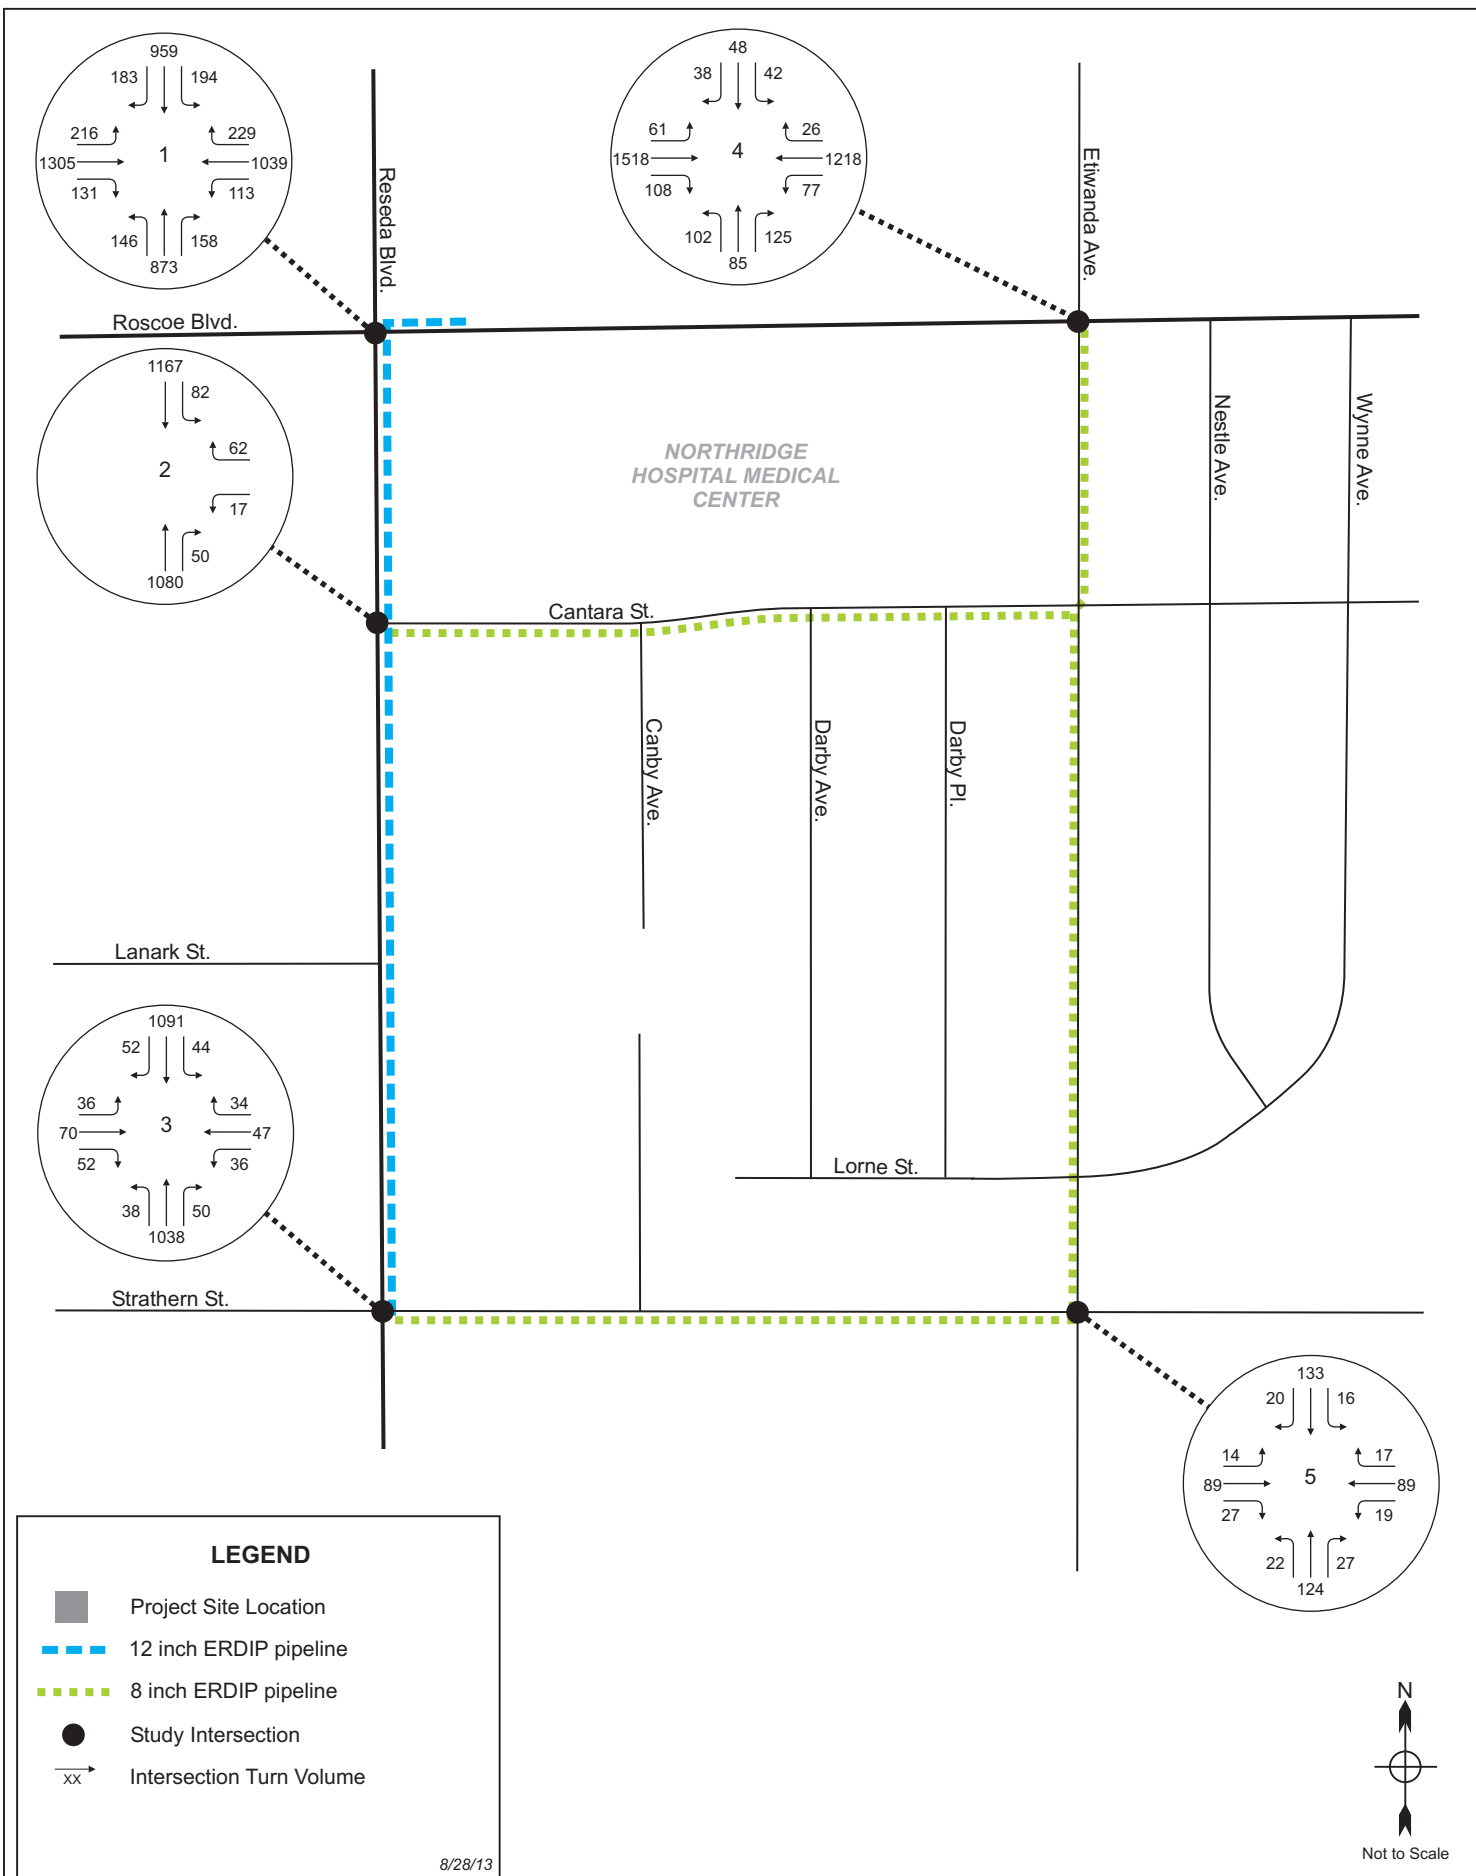 959
183
194
216
229
1305
1
1039
131
113
146
158
873
48
38
42
61
26
1518
4
1218
108
77
102
125
85
Reseda Blvd.
Etiwanda Ave.
Roscoe Blvd.
1167
82
62
2
17
50
1080
NORTHRIDGE
HOSPITAL MEDICAL
CENTER
Nestle Ave.
Wynne Ave.
Cantara St.
Canby Ave.
Darby Ave.
Darby Pl.
Lanark St.
1091
52
44
36
34
70
3
47
52
36
38
50
1038
Lorne St.
Strathern St.
133
20
16
14
17
89
5
89
27
19
22
27
124
LEGEND
Project Site Location
12 inch ERDIP pipeline
8 inch ERDIP pipeline
Study Intersection
XX Intersection Turn Volume
8/28/13
N
Not to Scale